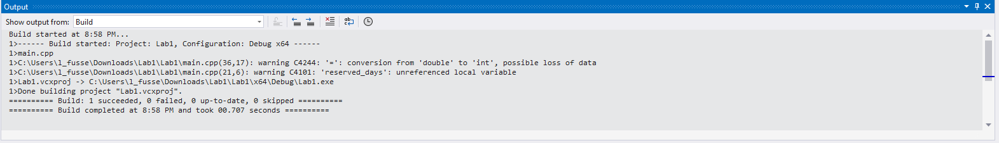 Output
Show output from: Build
Build started at 8:58 PM...
1>------ Build started: Project: Lab1, Configuration: Debug x64 ------
1>main.cpp
1>C:\Users\l_fusse\Downloads\Lab1\Lab1\main.cpp(36,17): warning C4244: '=': conversion from 'double' to 'int', possible loss of data
1>C:\Users\l_fusse\Downloads\Lab1\Lab1\main.cpp(21,6): warning C4101: 'reserved_days': unreferenced local variable
1>Lab1.vcxproj -> C:\Users\l_fusse\Downloads\Lab1\Lab1\x64\Debug\Lab1.exe
1>Done building project "Lab1.vcxproj".
========== Build: 1 succeeded, 0 failed, 0 up-to-date, 0 skipped ==========
========== Build completed at 8:58 PM and took 00.707 seconds ==========